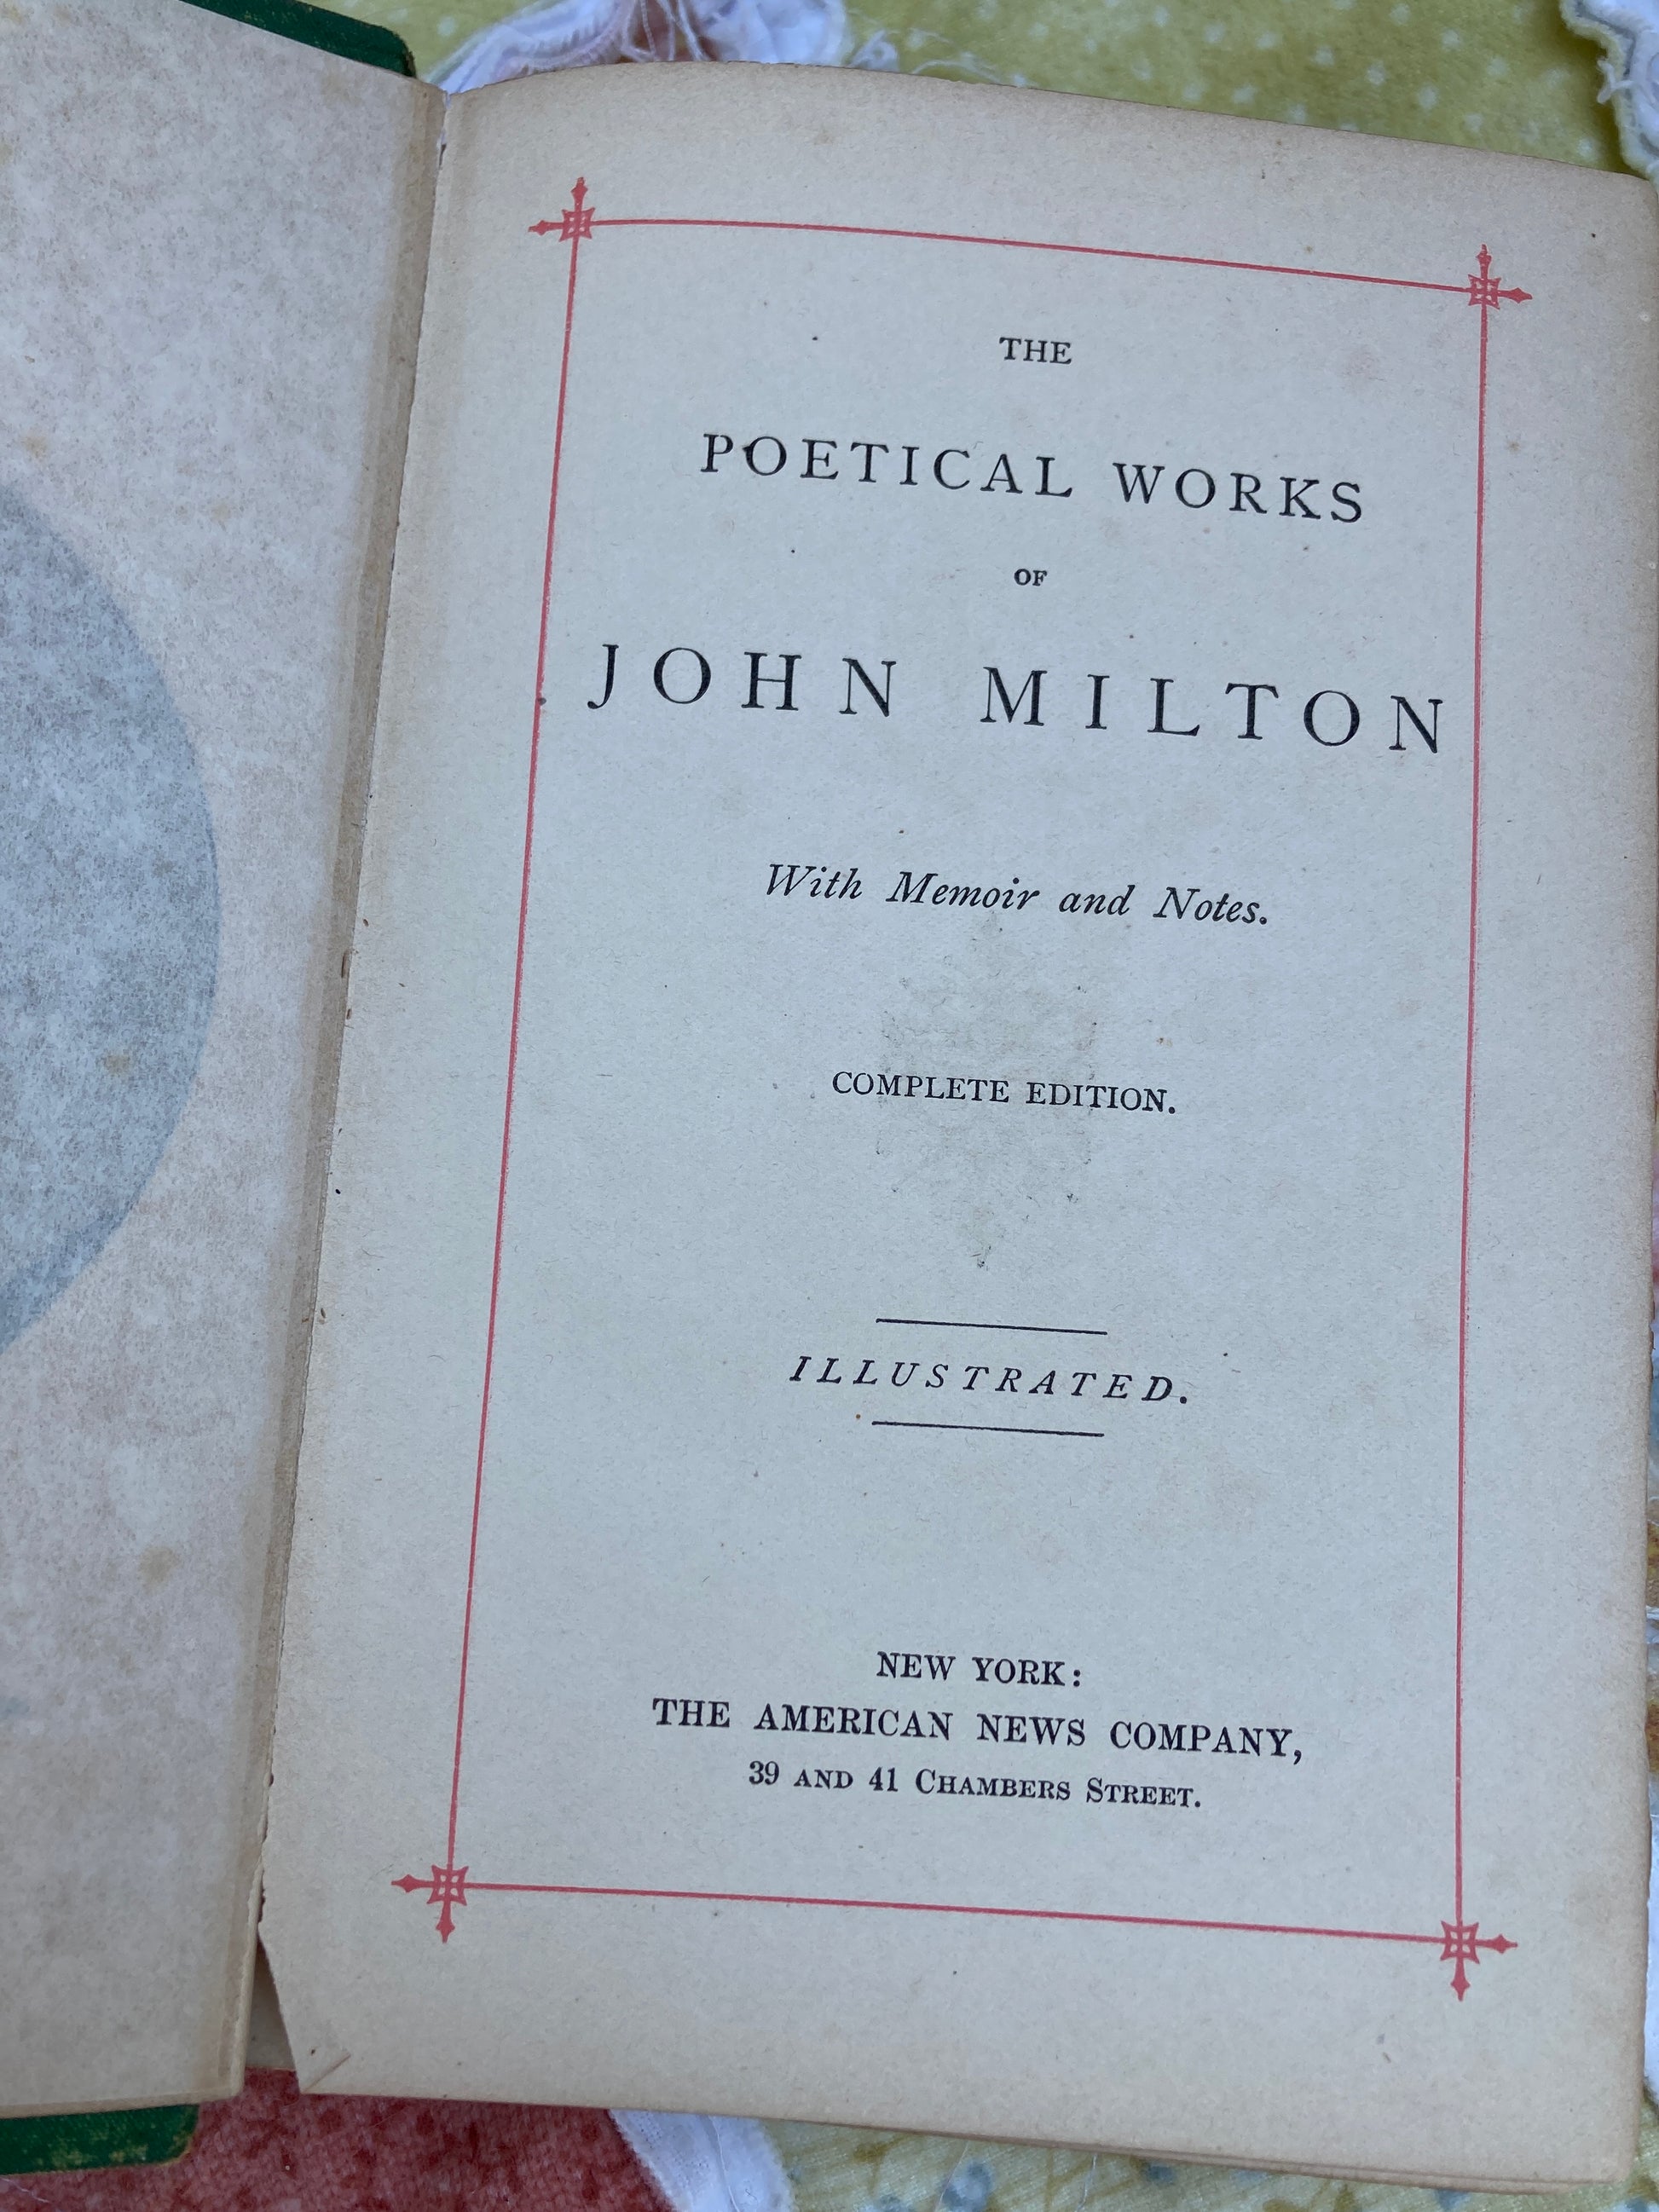 THE
POETICAL WORKS
OF
JOHN MILTON
With Memoir and Notes.
COMPLETE EDITION.
ILLUSTRATED.
NEW YORK:
THE AMERICAN NEWS COMPANY,
39 AND 41 CHAMBERS STREET.